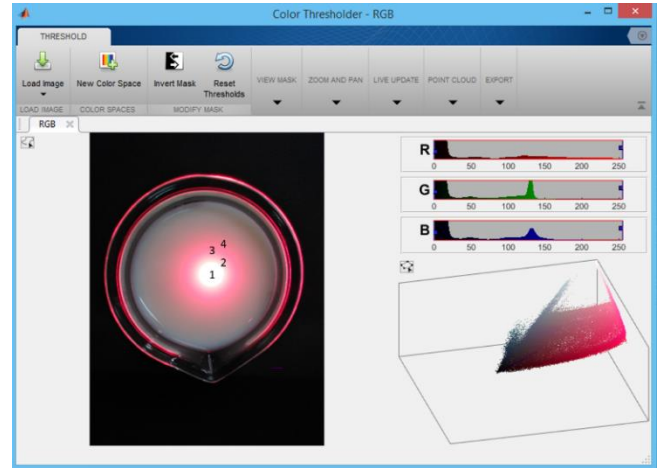 Color Thresholder - RGB
THRESHOLD
Load Image
New Color Space
Invert Mask
Reset Thresholds
VIEW MASK
ZOOM AND PAN
LIVE UPDATE
POINT CLOUD
EXPORT
LOAD IMAGE
COLOR SPACES
MODIFY MASK
RGB
R
0 50 100 150 200 250
G
0 50 100 150 200 250
B
0 50 100 150 200 250
3 4
2
1